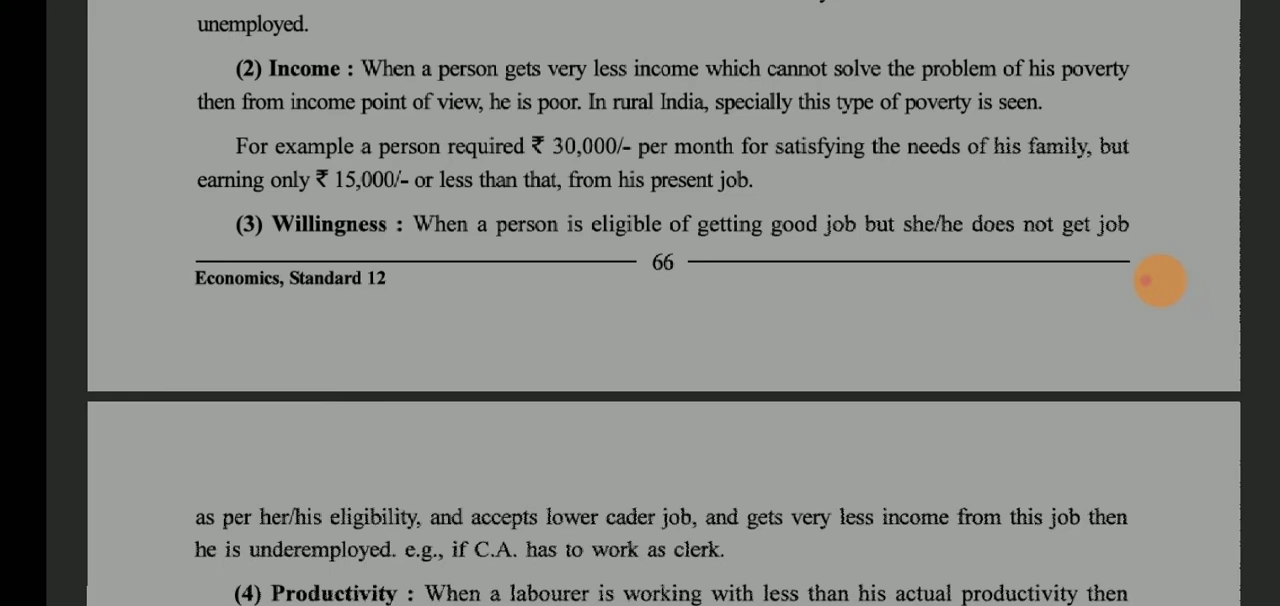 unemployed.
(2) Income : When a person gets very less income which cannot solve the problem of his poverty
then from income point of view, he is poor. In rural India, specially this type of poverty is seen.
For example a person required ₹ 30,000/- per month for satisfying the needs of his family, but
earning only ₹ 15,000/- or less than that, from his present job.
(3) Willingness : When a person is eligible of getting good job but she/he does not get job
66
Economics, Standard 12
as per her/his eligibility, and accepts lower cader job, and gets very less income from this job then
he is underemployed. e.g., if C.A. has to work as clerk.
(4) Productivity : When a labourer is working with less than his actual productivity then